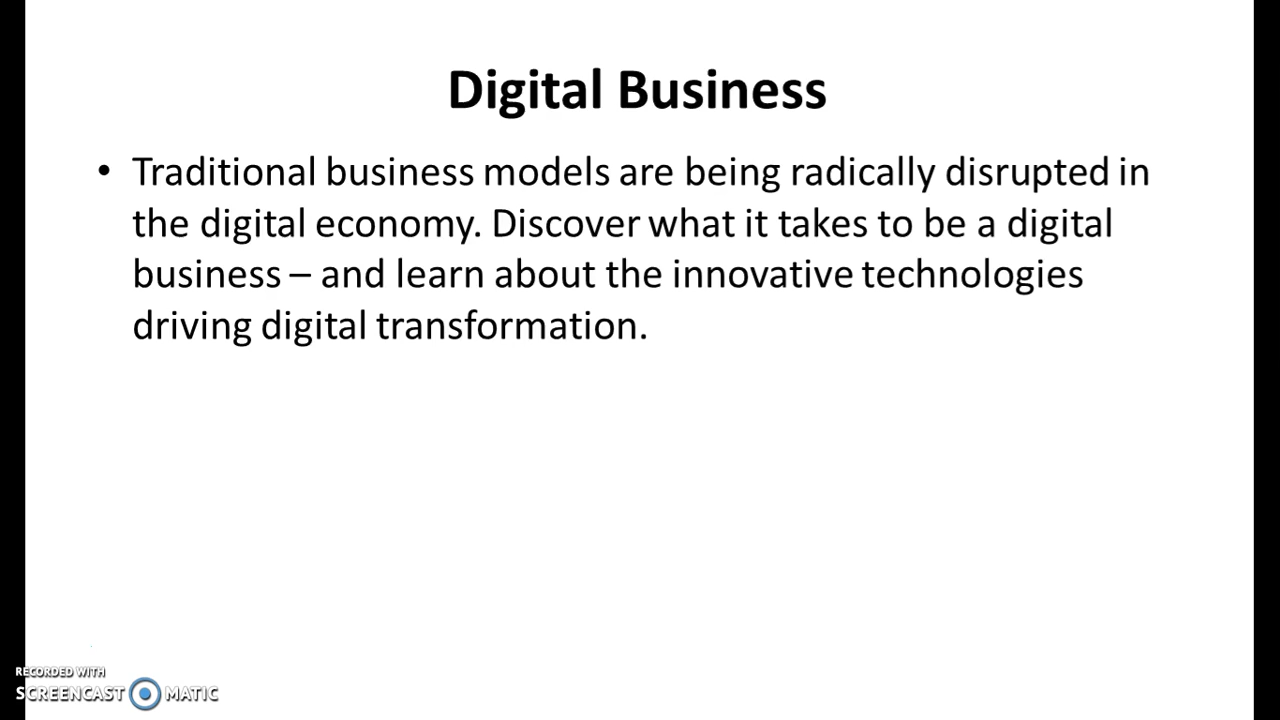 Digital Business
• Traditional business models are being radically disrupted in
the digital economy. Discover what it takes to be a digital
business – and learn about the innovative technologies
driving digital transformation.
RECORDED WITH
SCREENCAST MATIC